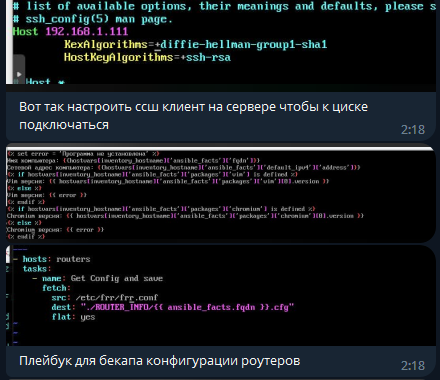 # list of available options, their meanings and defaults, please s
# ssh_config(5) man page.
Host 192.168.1.111
KexAlgorithms=+diffie-hellman-group1-sha1
HostKeyAlgorithms=+ssh-rsa
Host *
Вот так настроить ссш клиент на сервере чтобы к циске
подключаться
2:18
{% set error = 'Программа не установлена' %}
Имя компьютера: {{hostvars[inventory_hostname]['ansible_facts']['fqdn']}}
Сетевой адрес компьютера: {{hostvars[inventory_hostname]['ansible_facts']['default_ipv4']['address']}}
{% if hostvars[inventory_hostname]['ansible_facts']['packages']['vim'] is defined %}
Vim версия: {{ hostvars[inventory_hostname]['ansible_facts']['packages']['vim'][0].version }}
{% else %}
Vim версия: {{ error }}
{% endif %}
{% if hostvars[inventory_hostname]['ansible_facts']['packages']['chromium'] is defined %}
Chromium версия: {{ hostvars[inventory_hostname]['ansible_facts']['packages']['chromium'][0].version }}
{% else %}
Chromium версия: {{ error }}
{% endif %}
---
- hosts: routers
tasks:
- name: Get Config and save
fetch:
src: /etc/frr/frr.conf
dest: "./ROUTER_INFO/{{ ansible_facts.fqdn }}.cfg"
flat: yes
~
~
Плейбук для бекапа конфигурации роутеров
2:18